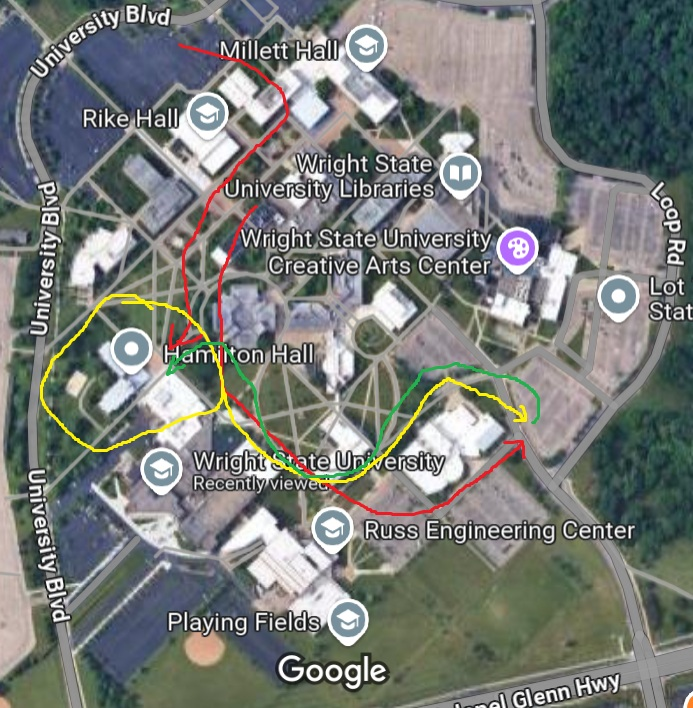 University Blvd
Millett Hall
Rike Hall
Wright State
University Libraries
Loop Rd
University Blvd
Wright State University
Creative Arts Center
Lot
Stat
Hamilton Hall
Wright State University
Recently viewed
Russ Engineering Center
University Blvd
Playing Fields
Google
onel Glenn Hwy